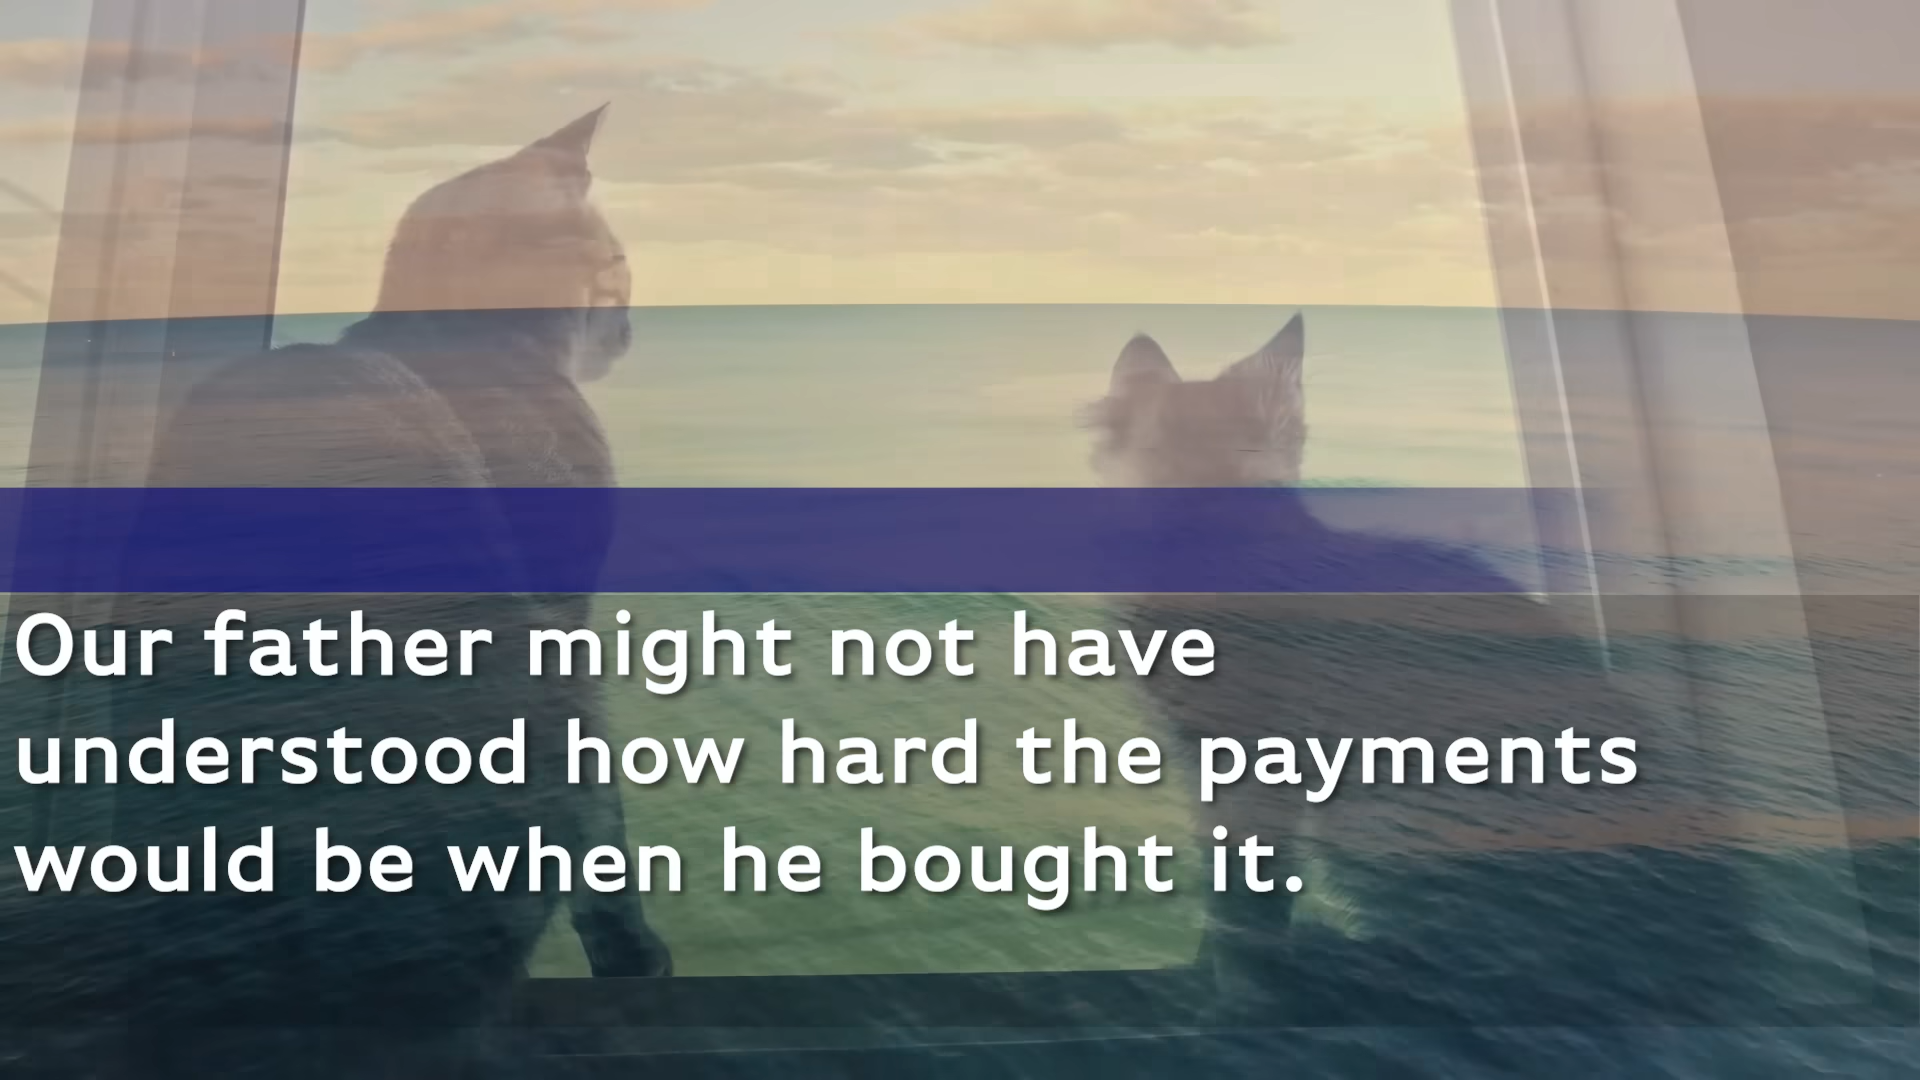 Our father might not have
understood how hard the payments
would be when he bought it.